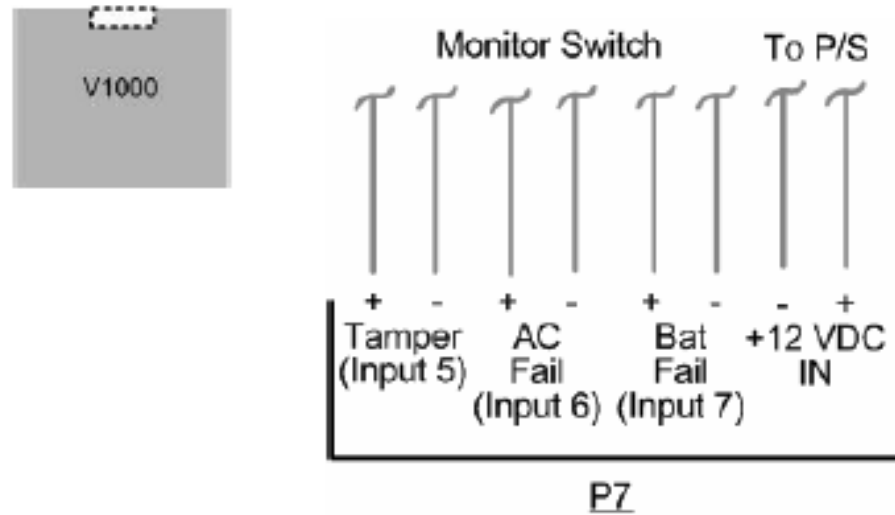 V1000
Monitor Switch To P/S
+ - + - + - - +
Tamper AC Bat +12 VDC
(Input 5) Fail Fail IN
(Input 6) (Input 7)
P7